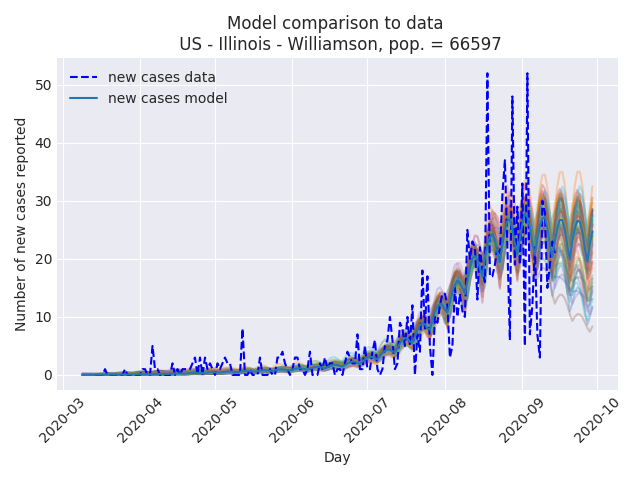 Model comparison to data
US - Illinois - Williamson, pop. = 66597
new cases data
new cases model
Number of new cases reported
50
40
30
20
10
0
2020-03
2020-04
2020-05
2020-06
2020-07
2020-08
2020-09
2020-10
Day